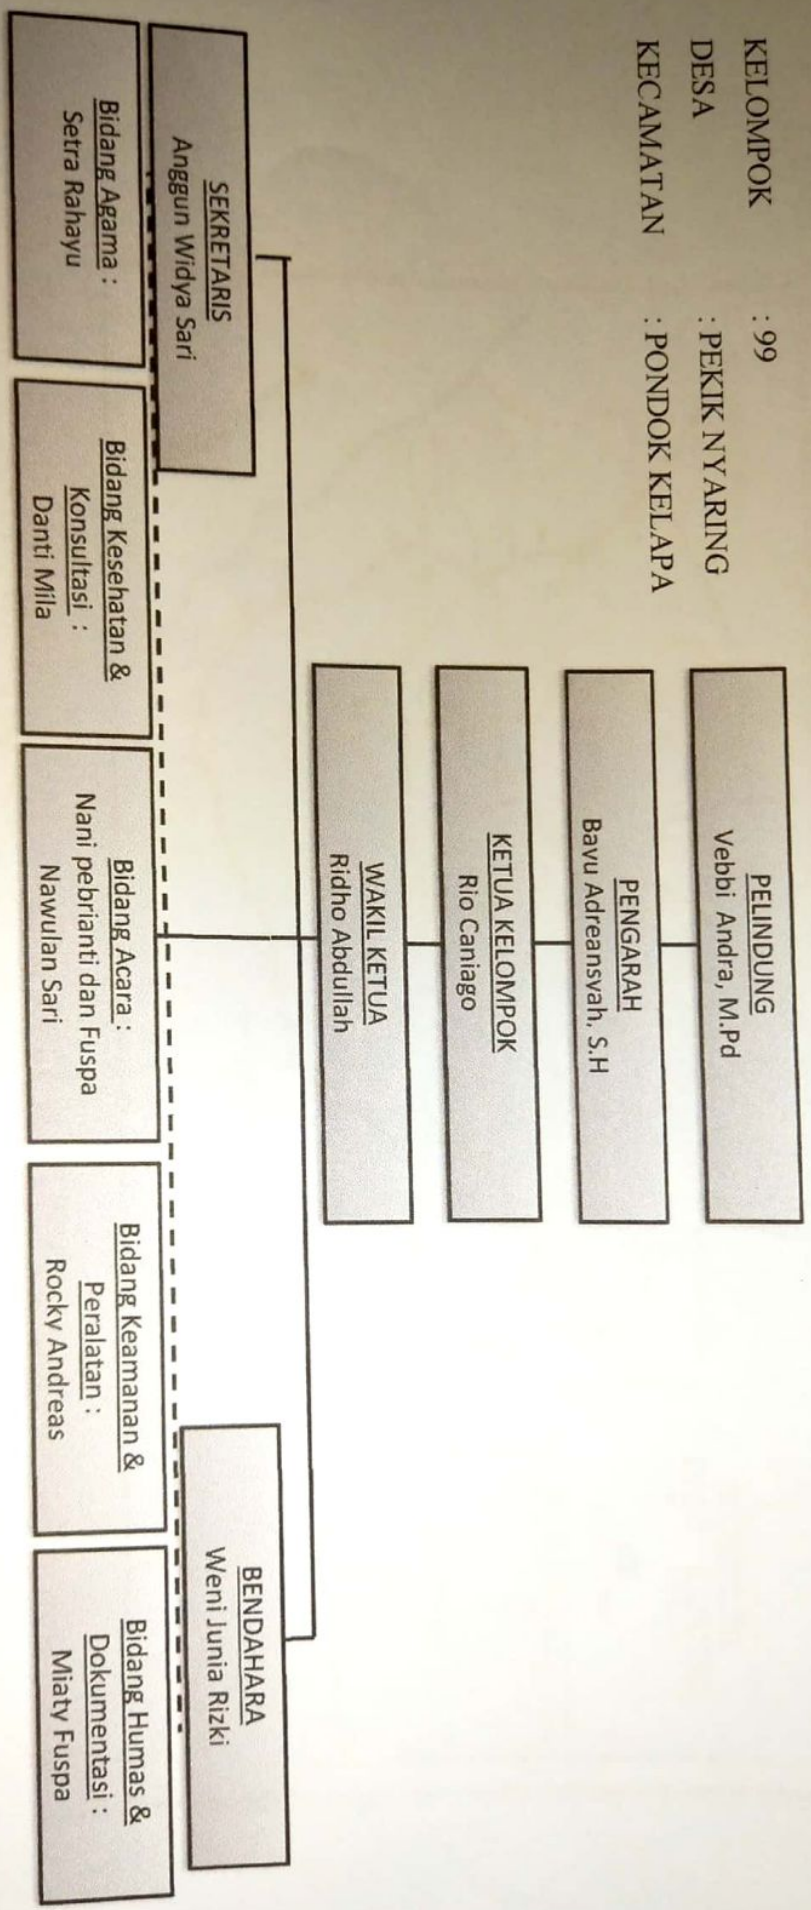 KELOMPOK : 99
DESA : PEKIK NYARING
KECAMATAN : PONDOK KELAPA
PELINDUNG
Vebbi Andra, M.Pd
PENGARAH
Bayu Adreansyah, S.H
KETUA KELOMPOK
Rio Caniago
WAKIL KETUA
Ridho Abdullah
SEKRETARIS
Anggun Widya Sari
BENDAHARA
Weni Junia Rizki
Bidang Agama :
Setra Rahayu
Bidang Kesehatan &
Konsultasi :
Danti Mila
Bidang Acara :
Nani pebrianti dan Fuspa
Nawulan Sari
Bidang Keamanan &
Peralatan :
Rocky Andreas
Bidang Humas &
Dokumentasi :
Miaty Fuspa